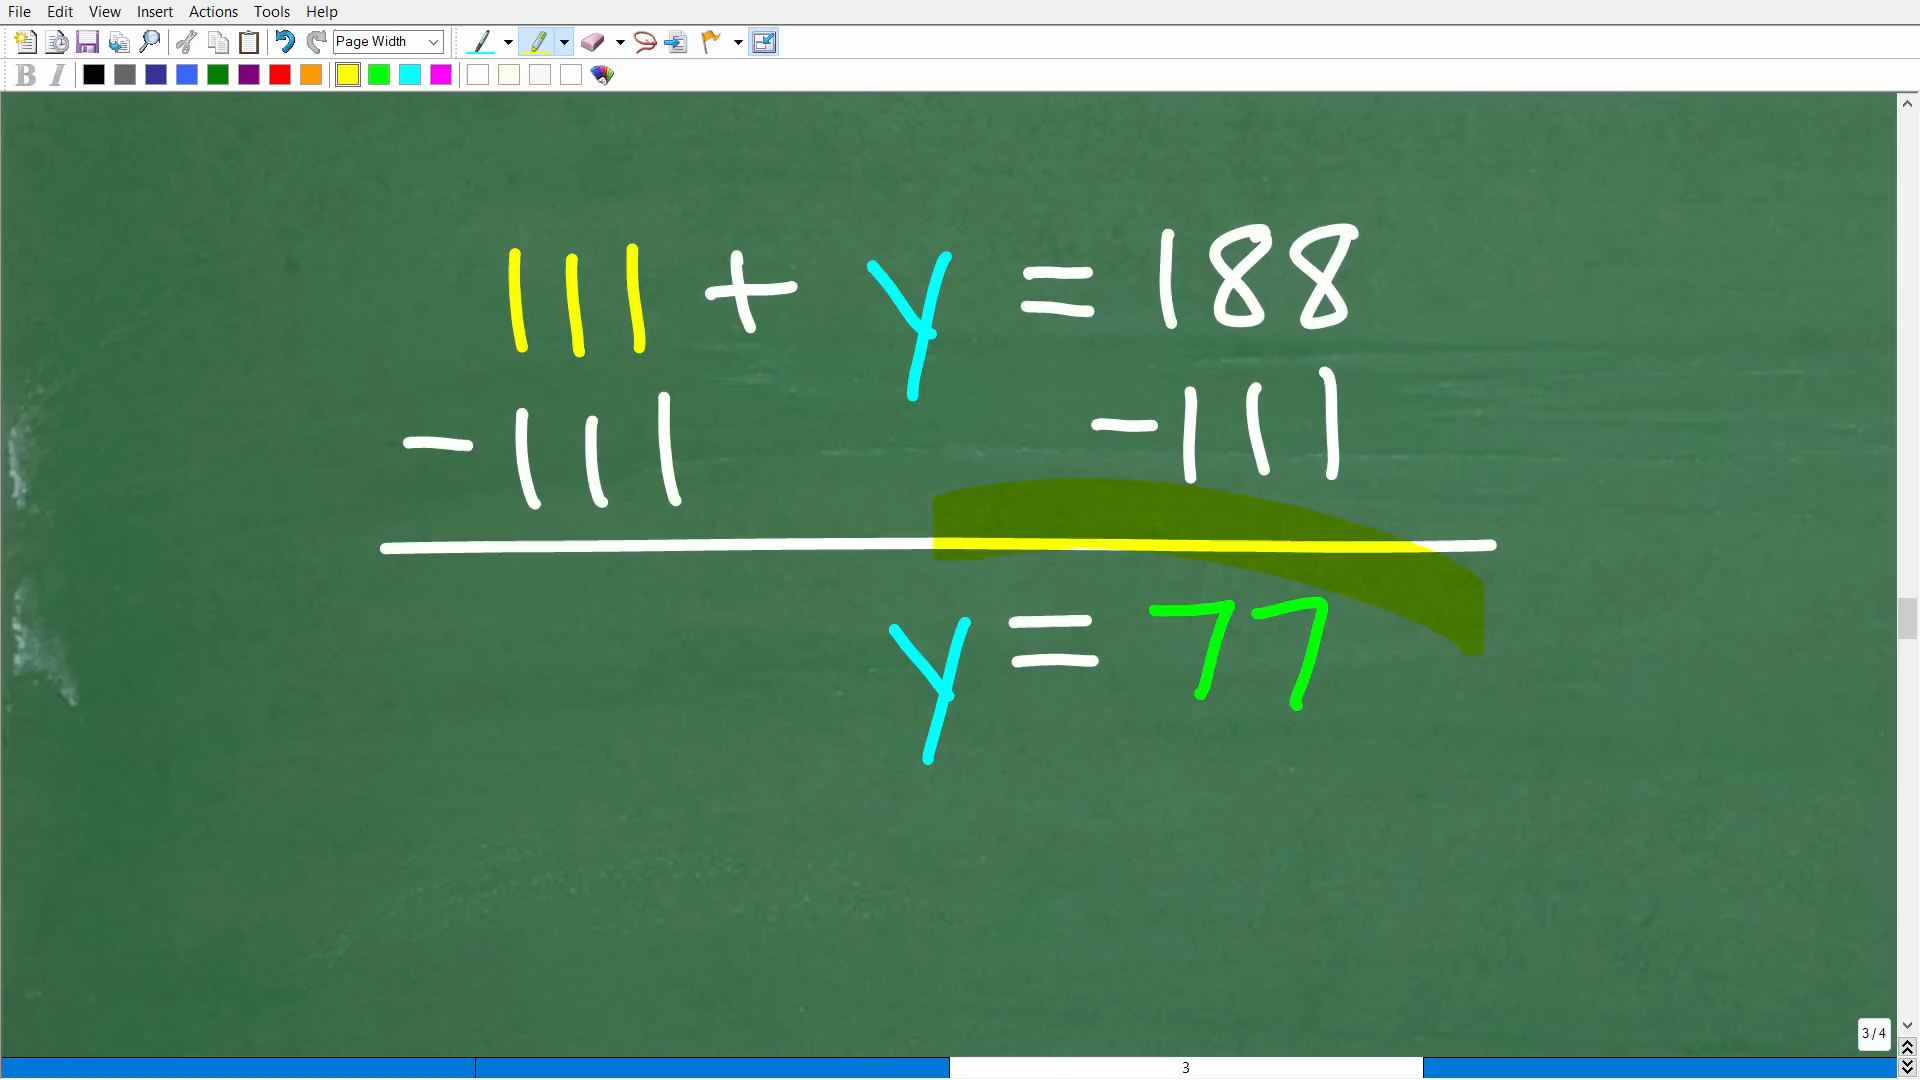 File Edit View Insert Actions Tools Help
Page Width
B I
111 + y = 188
-111 -111
y = 77
3 / 4
3